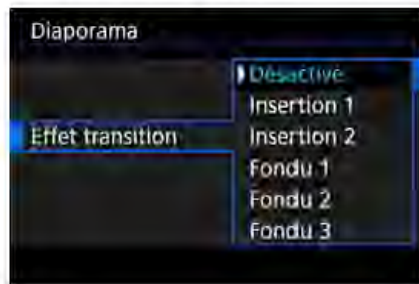 Diaporama
Effet transition
Désactivé
Insertion 1
Insertion 2
Fondu 1
Fondu 2
Fondu 3